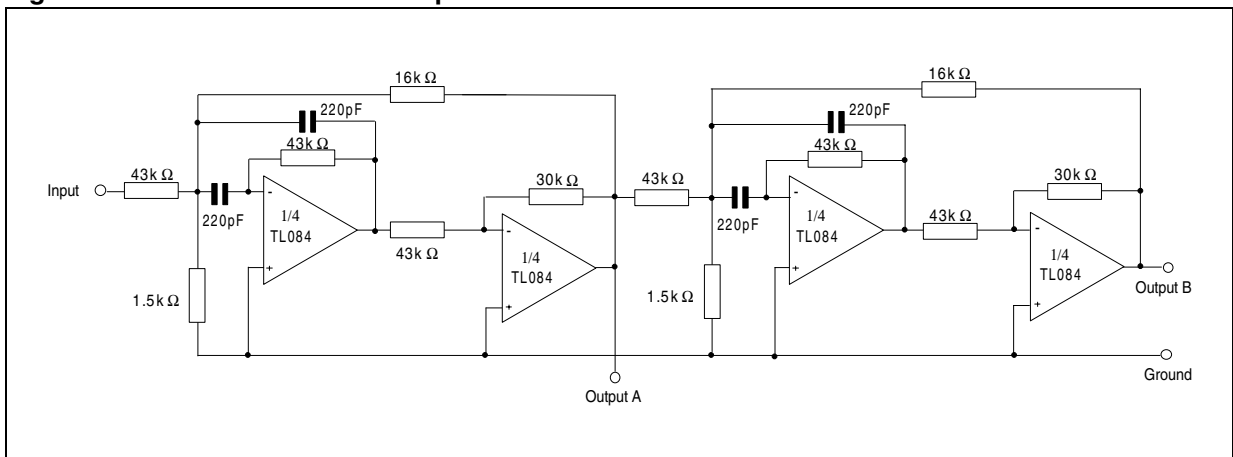 16k Ω
16k Ω
220pF
220pF
43k Ω
43k Ω
Input
43k Ω
30k Ω
43k Ω
30k Ω
220pF
-
1/4
TL084
+
43k Ω
-
1/4
TL084
+
220pF
-
1/4
TL084
+
43k Ω
-
1/4
TL084
+
1.5k Ω
1.5k Ω
Output B
Ground
Output A